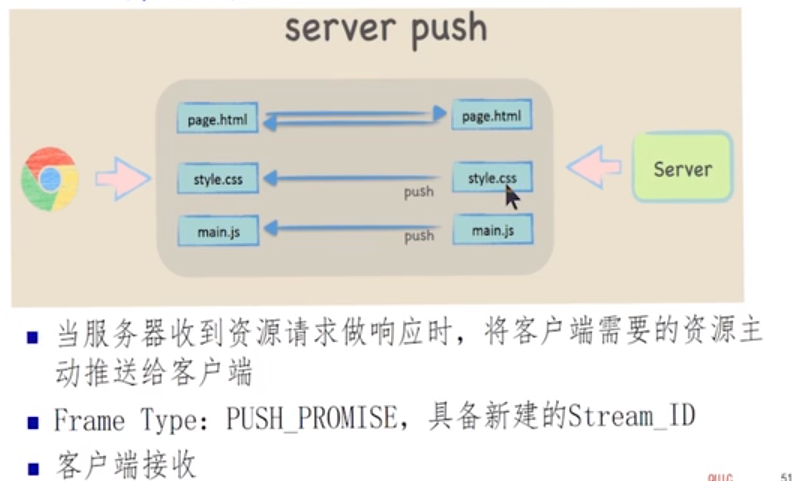 server push
page.html
page.html
style.css
style.css
push
Server
main.js
main.js
push
当服务器收到资源请求做响应时，将客户端需要的资源主
动推送给客户端
Frame Type: PUSH_PROMISE，具备新建的Stream_ID
客户端接收
51